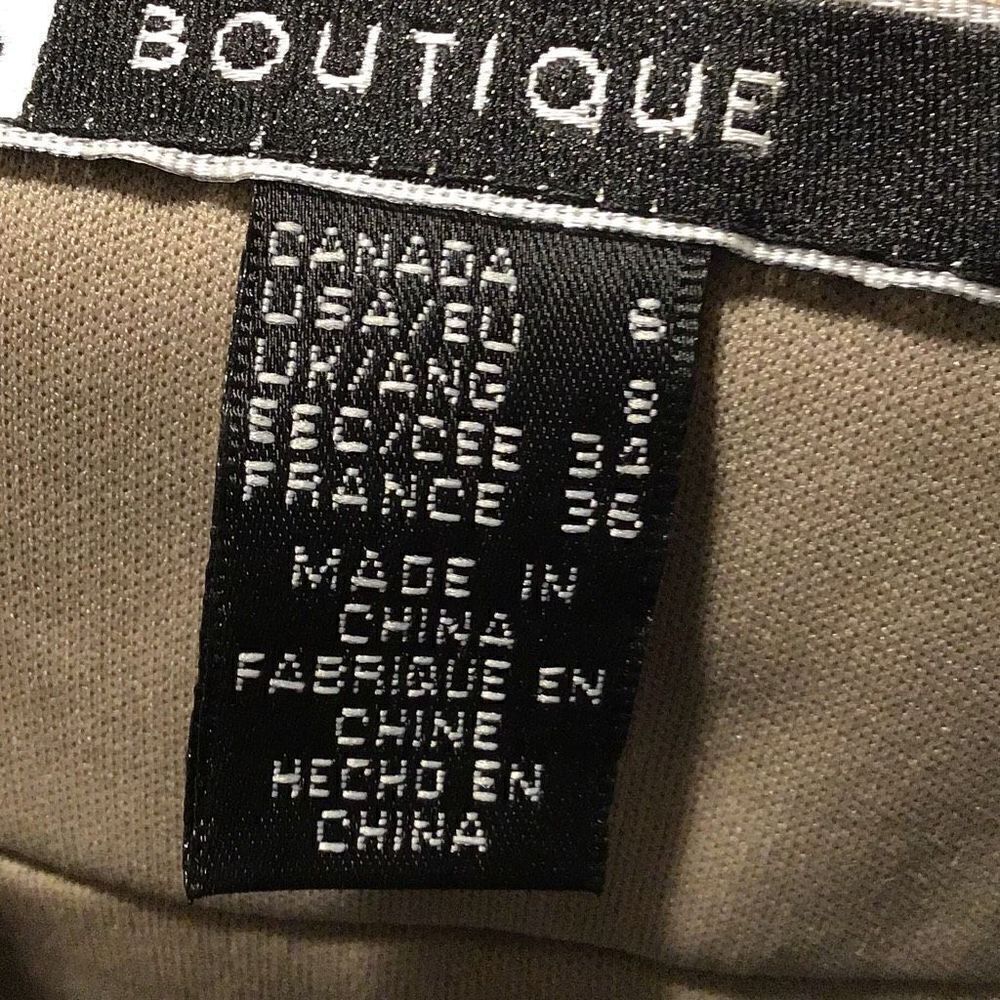 BOUTIQUE
CANADA
USA/EU 6
UK/ANG 8
EEC/CEE 34
FRANCE 36
MADE IN
CHINA
FABRIQUE EN
CHINE
HECHO EN
CHINA